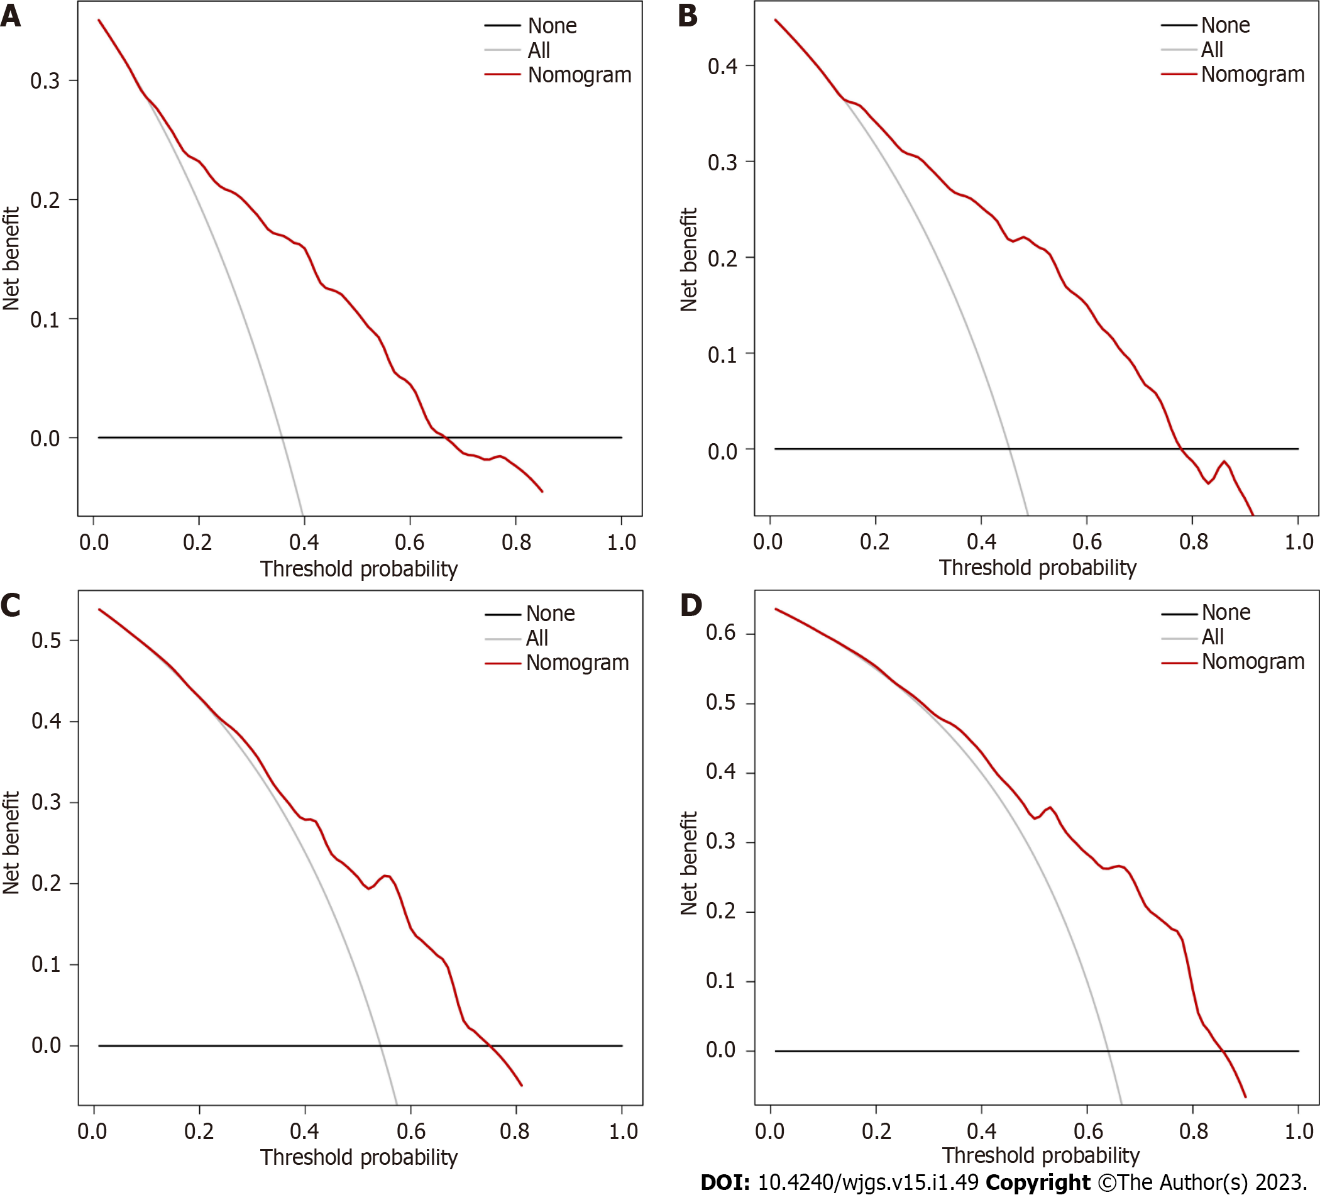 A
None
All
Nomogram
0.3
0.2
0.1
0.0
Net benefit
0.0 0.2 0.4 0.6 0.8 1.0
Threshold probability
B
None
All
Nomogram
0.4
0.3
0.2
0.1
0.0
Net benefit
0.0 0.2 0.4 0.6 0.8 1.0
Threshold probability
C
None
All
Nomogram
0.5
0.4
0.3
0.2
0.1
0.0
Net benefit
0.0 0.2 0.4 0.6 0.8 1.0
Threshold probability
D
None
All
Nomogram
0.6
0.5
0.4
0.3
0.2
0.1
0.0
Net benefit
0.0 0.2 0.4 0.6 0.8 1.0
Threshold probability
DOI: 10.4240/wjgs.v15.i1.49 Copyright ©The Author(s) 2023.